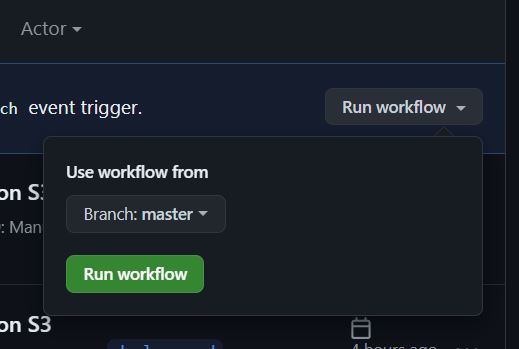 Actor
ch event trigger.
Run workflow
Use workflow from
on S3
Branch: master
: Man
Run workflow
on S3
4 hours ago